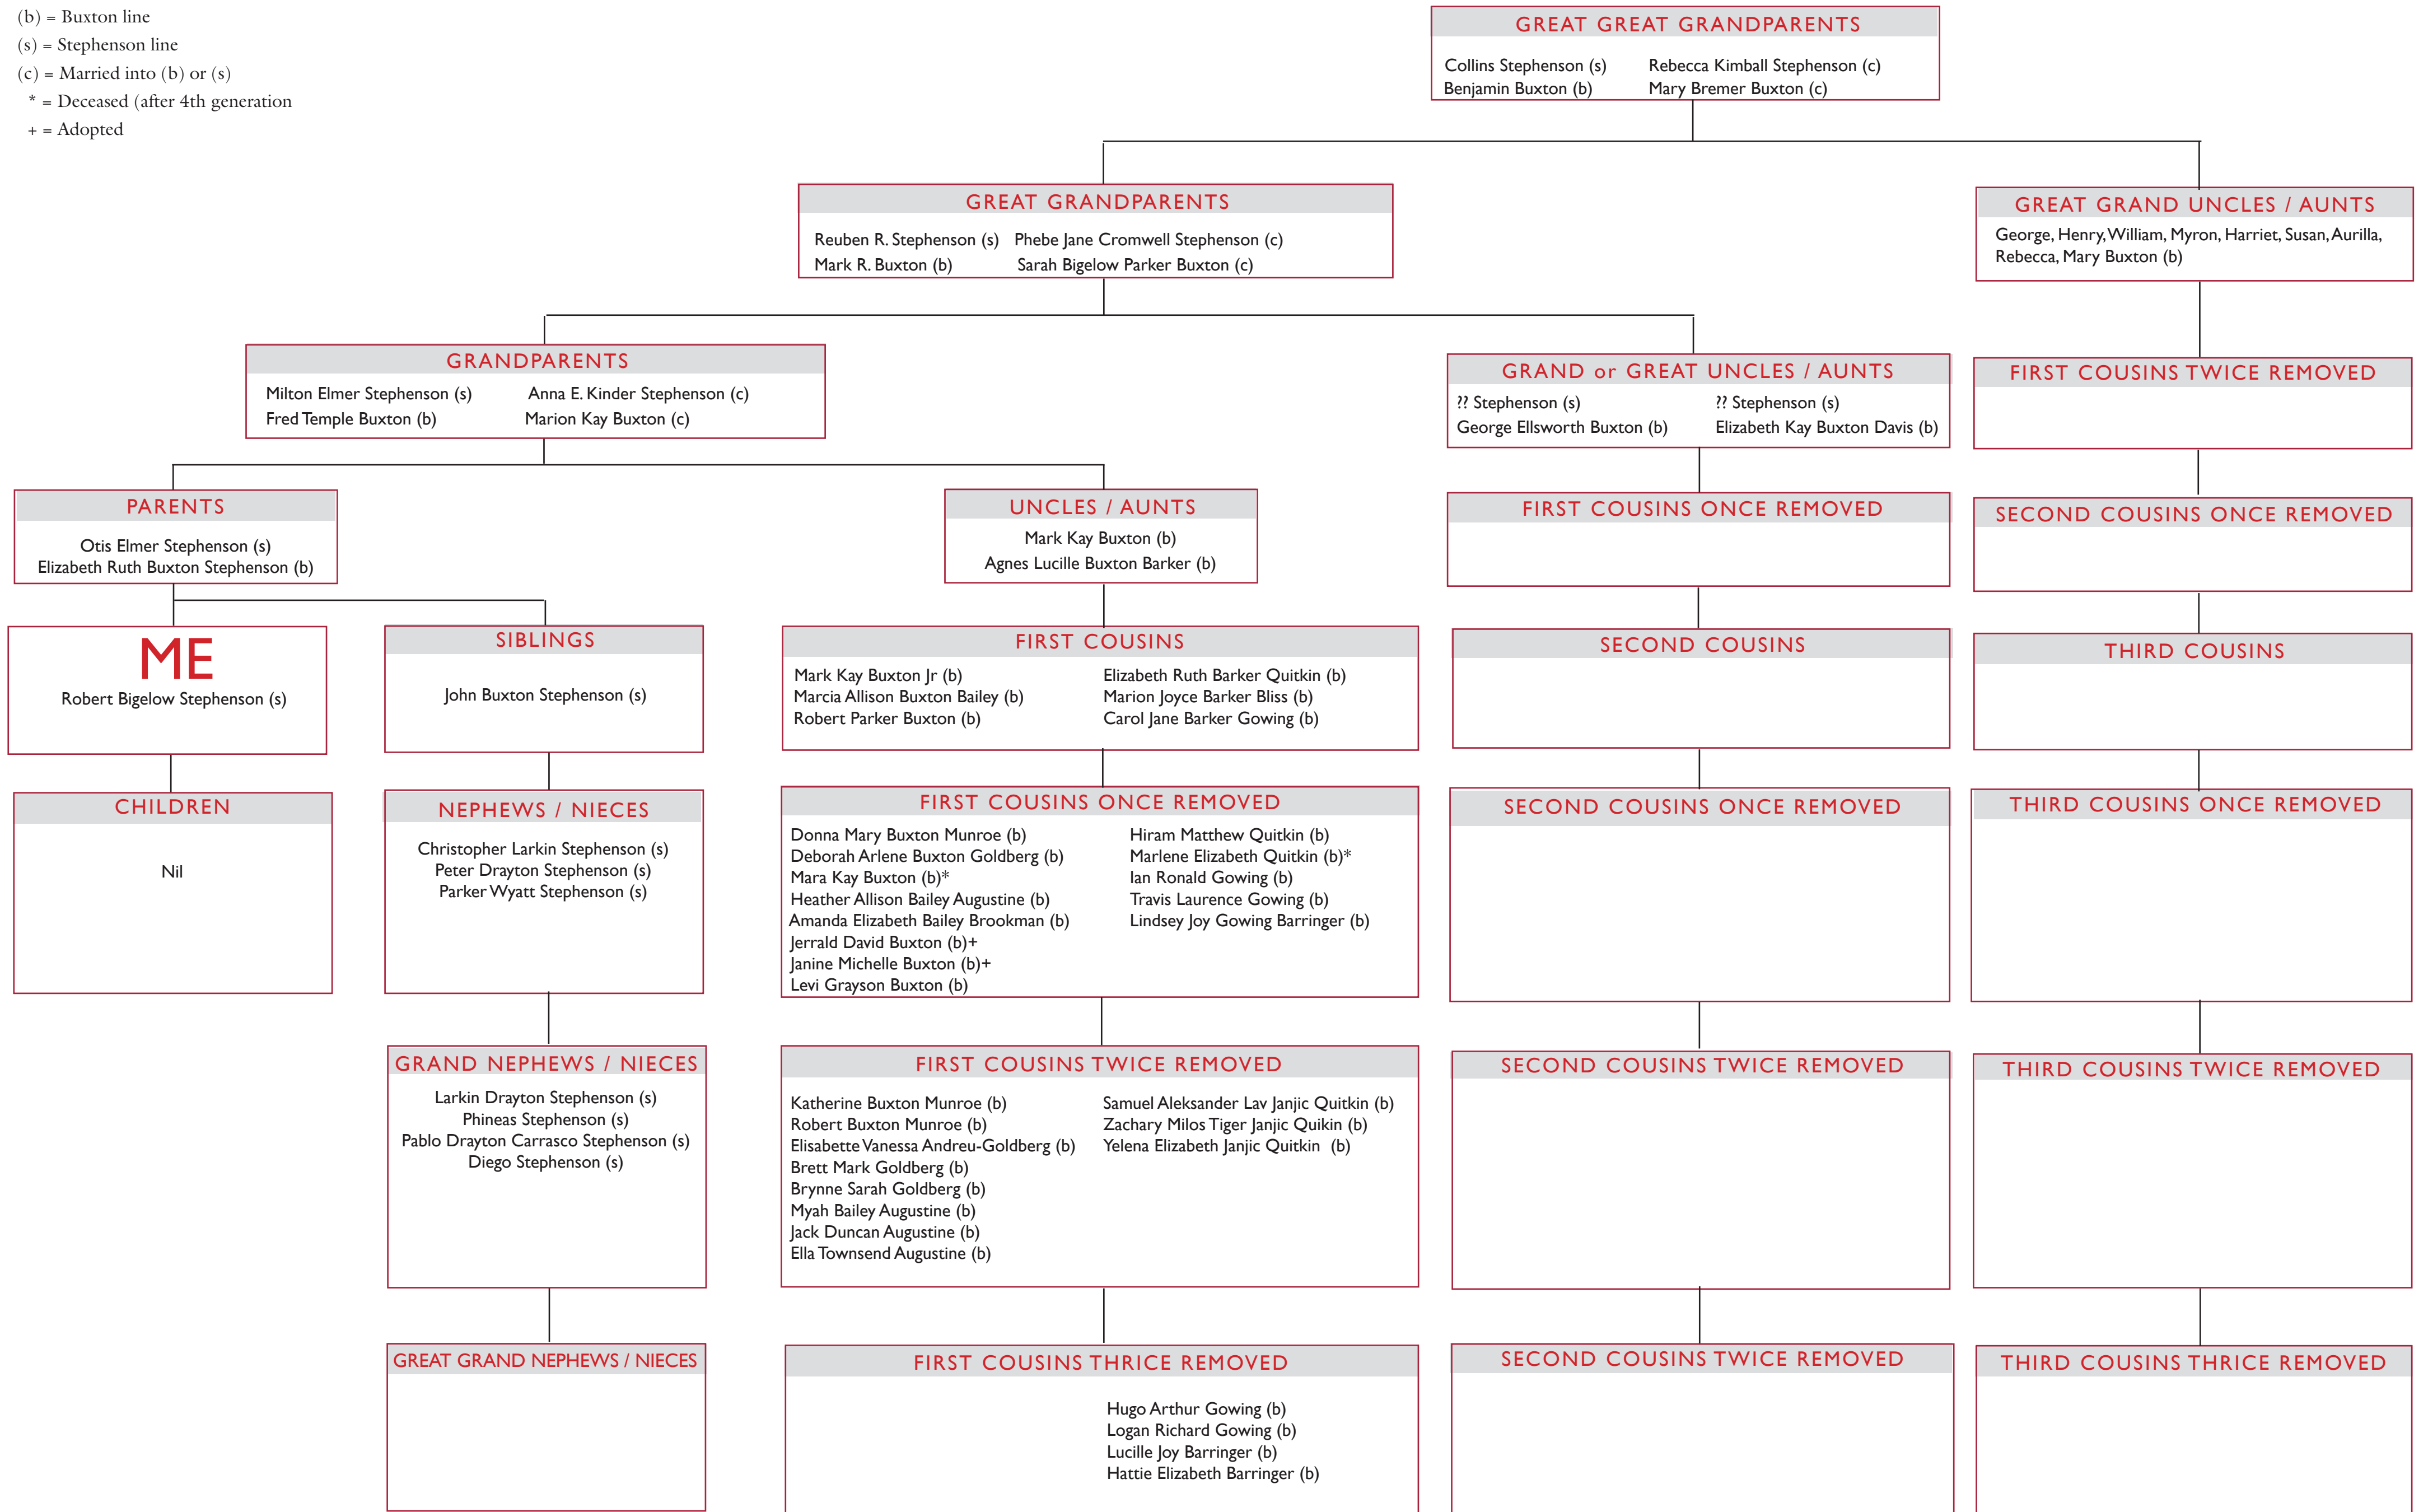 (b) = Buxton line
(s) = Stephenson line
(c) = Married into (b) or (s)
* = Deceased (after 4th generation
+ = Adopted
GREAT GREAT GRANDPARENTS
Collins Stephenson (s) Rebecca Kimball Stephenson (c)
Benjamin Buxton (b) Mary Bremer Buxton (c)
GREAT GRANDPARENTS
Reuben R. Stephenson (s) Phebe Jane Cromwell Stephenson (c)
Mark R. Buxton (b) Sarah Bigelow Parker Buxton (c)
GREAT GRAND UNCLES / AUNTS
George, Henry, William, Myron, Harriet, Susan, Aurilla,
Rebecca, Mary Buxton (b)
GRANDPARENTS
Milton Elmer Stephenson (s) Anna E. Kinder Stephenson (c)
Fred Temple Buxton (b) Marion Kay Buxton (c)
GRAND or GREAT UNCLES / AUNTS
?? Stephenson (s) ?? Stephenson (s)
George Ellsworth Buxton (b) Elizabeth Kay Buxton Davis (b)
FIRST COUSINS TWICE REMOVED
PARENTS
Otis Elmer Stephenson (s)
Elizabeth Ruth Buxton Stephenson (b)
UNCLES / AUNTS
Mark Kay Buxton (b)
Agnes Lucille Buxton Barker (b)
FIRST COUSINS ONCE REMOVED
SECOND COUSINS ONCE REMOVED
ME
Robert Bigelow Stephenson (s)
SIBLINGS
John Buxton Stephenson (s)
FIRST COUSINS
Mark Kay Buxton Jr (b) Elizabeth Ruth Barker Quitkin (b)
Marcia Allison Buxton Bailey (b) Marion Joyce Barker Bliss (b)
Robert Parker Buxton (b) Carol Jane Barker Gowing (b)
SECOND COUSINS
THIRD COUSINS
CHILDREN
Nil
NEPHEWS / NIECES
Christopher Larkin Stephenson (s)
Peter Drayton Stephenson (s)
Parker Wyatt Stephenson (s)
FIRST COUSINS ONCE REMOVED
Donna Mary Buxton Munroe (b) Hiram Matthew Quitkin (b)
Deborah Arlene Buxton Goldberg (b) Marlene Elizabeth Quitkin (b)*
Mara Kay Buxton (b)* Ian Ronald Gowing (b)
Heather Allison Bailey Augustine (b) Travis Laurence Gowing (b)
Amanda Elizabeth Bailey Brookman (b) Lindsey Joy Gowing Barringer (b)
Jerrald David Buxton (b)+
Janine Michelle Buxton (b)+
Levi Grayson Buxton (b)
SECOND COUSINS ONCE REMOVED
THIRD COUSINS ONCE REMOVED
GRAND NEPHEWS / NIECES
Larkin Drayton Stephenson (s)
Phineas Stephenson (s)
Pablo Drayton Carrasco Stephenson (s)
Diego Stephenson (s)
FIRST COUSINS TWICE REMOVED
Katherine Buxton Munroe (b) Samuel Aleksander Lav Janjic Quitkin (b)
Robert Buxton Munroe (b) Zachary Milos Tiger Janjic Quikin (b)
Elisabette Vanessa Andreu-Goldberg (b) Yelena Elizabeth Janjic Quitkin (b)
Brett Mark Goldberg (b)
Brynne Sarah Goldberg (b)
Myah Bailey Augustine (b)
Jack Duncan Augustine (b)
Ella Townsend Augustine (b)
SECOND COUSINS TWICE REMOVED
THIRD COUSINS TWICE REMOVED
GREAT GRAND NEPHEWS / NIECES
FIRST COUSINS THRICE REMOVED
Hugo Arthur Gowing (b)
Logan Richard Gowing (b)
Lucille Joy Barringer (b)
Hattie Elizabeth Barringer (b)
SECOND COUSINS TWICE REMOVED
THIRD COUSINS THRICE REMOVED